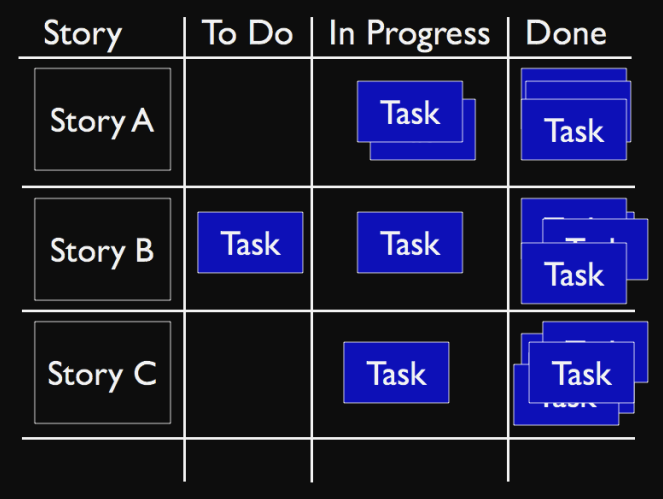 Story To Do In Progress Done
Story A Task Task
Story B Task Task Task
Story C Task Task